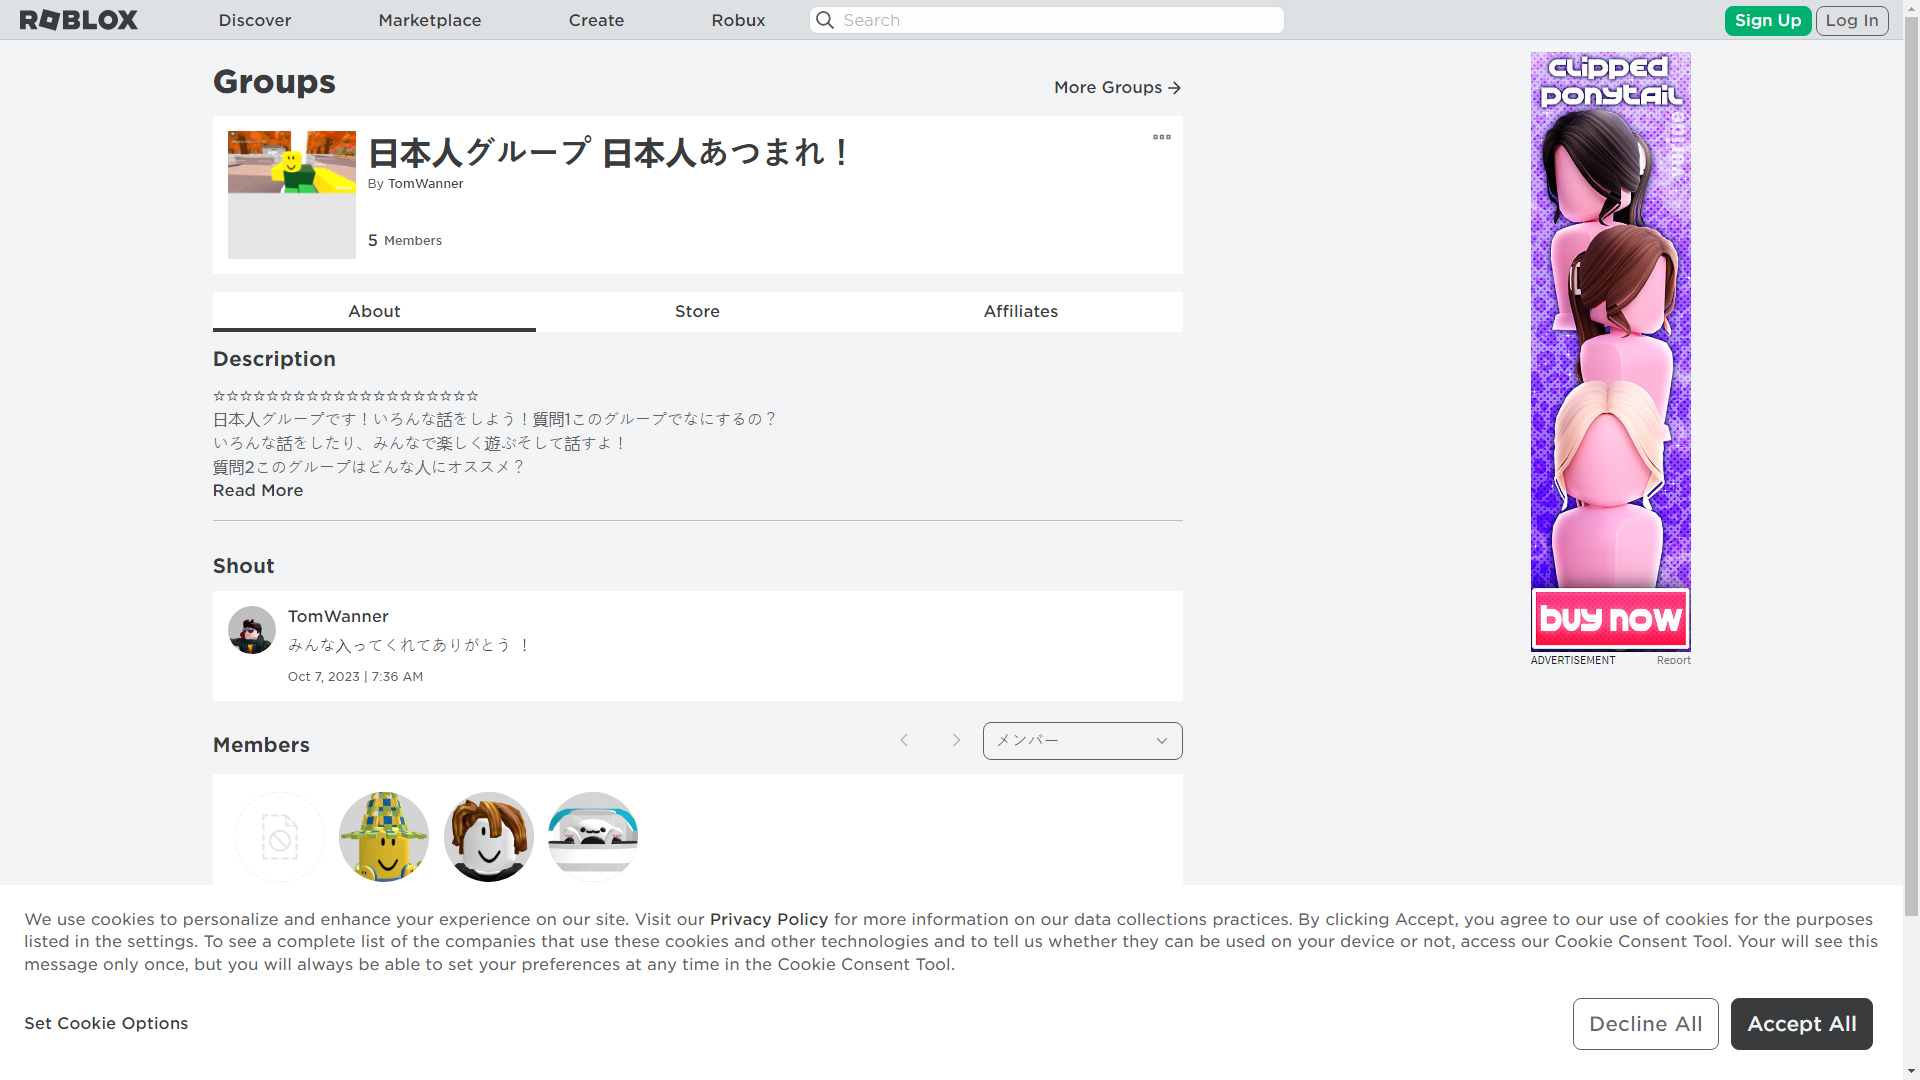 ROBLOX
Discover
Marketplace
Create
Robux
Search
Sign Up
Log In
Groups
More Groups
日本人グループ 日本人あつまれ！
By TomWanner
5 Members
About
Store
Affiliates
Description
☆☆☆☆☆☆☆☆☆☆☆☆☆☆☆☆☆☆☆☆
日本人グループです！いろんな話をしよう！質問1このグループでなにするの？
いろんな話をしたり、みんなで楽しく遊ぶそして話すよ！
質問2このグループはどんな人にオススメ？
Read More
Shout
TomWanner
みんな入ってくれてありがとう ！
Oct 7, 2023 | 7:36 AM
Members
メンバー
clipped
ponytail
buy now
ADVERTISEMENT
Report
We use cookies to personalize and enhance your experience on our site. Visit our Privacy Policy for more information on our data collections practices. By clicking Accept, you agree to our use of cookies for the purposes
listed in the settings. To see a complete list of the companies that use these cookies and other technologies and to tell us whether they can be used on your device or not, access our Cookie Consent Tool. Your will see this
message only once, but you will always be able to set your preferences at any time in the Cookie Consent Tool.
Set Cookie Options
Decline All
Accept All